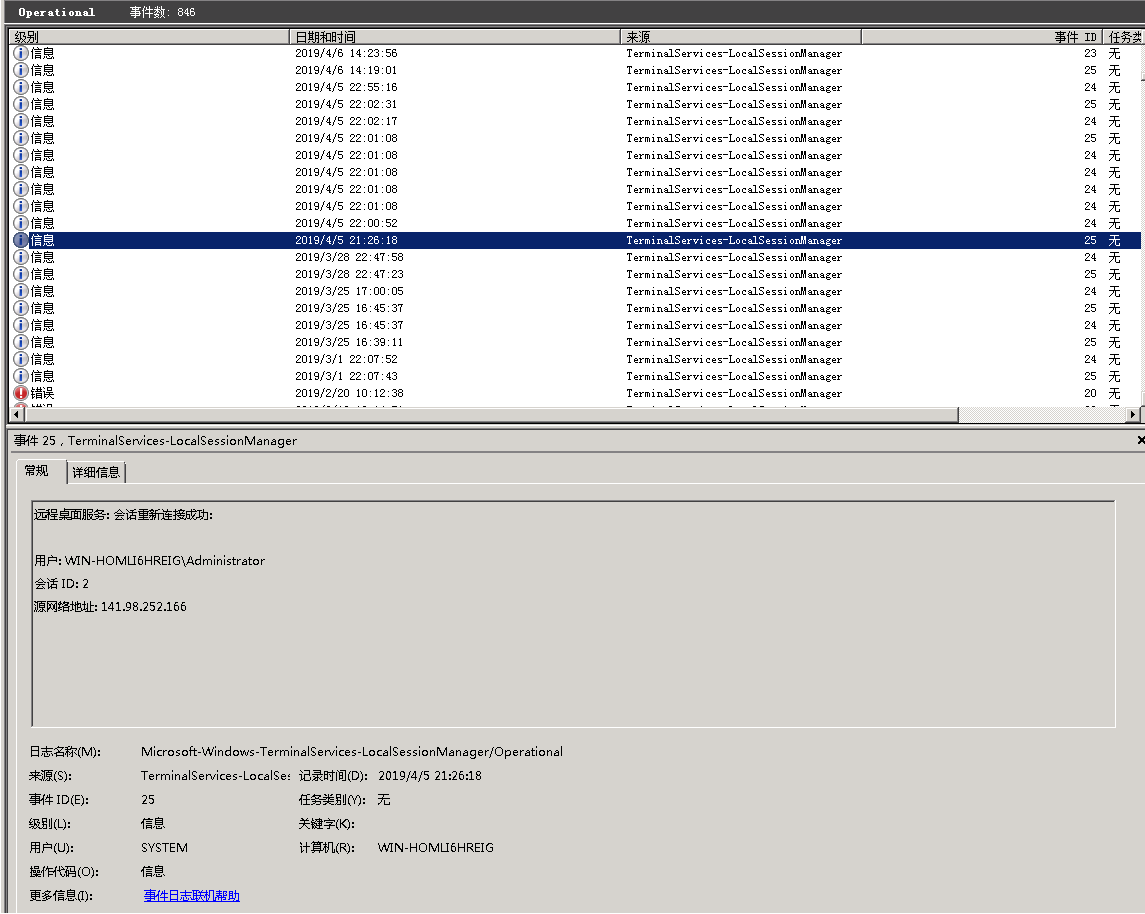 Operational 事件数: 846
级别 日期和时间 来源 事件 ID 任务类
信息 2019/4/6 14:23:56 TerminalServices-LocalSessionManager 23 无
信息 2019/4/6 14:19:01 TerminalServices-LocalSessionManager 25 无
信息 2019/4/5 22:55:16 TerminalServices-LocalSessionManager 24 无
信息 2019/4/5 22:02:31 TerminalServices-LocalSessionManager 25 无
信息 2019/4/5 22:02:17 TerminalServices-LocalSessionManager 24 无
信息 2019/4/5 22:01:08 TerminalServices-LocalSessionManager 25 无
信息 2019/4/5 22:01:08 TerminalServices-LocalSessionManager 24 无
信息 2019/4/5 22:01:08 TerminalServices-LocalSessionManager 24 无
信息 2019/4/5 22:01:08 TerminalServices-LocalSessionManager 24 无
信息 2019/4/5 22:01:08 TerminalServices-LocalSessionManager 24 无
信息 2019/4/5 22:00:52 TerminalServices-LocalSessionManager 24 无
信息 2019/4/5 21:26:18 TerminalServices-LocalSessionManager 25 无
信息 2019/3/28 22:47:58 TerminalServices-LocalSessionManager 24 无
信息 2019/3/28 22:47:23 TerminalServices-LocalSessionManager 25 无
信息 2019/3/25 17:00:05 TerminalServices-LocalSessionManager 24 无
信息 2019/3/25 16:45:37 TerminalServices-LocalSessionManager 25 无
信息 2019/3/25 16:45:37 TerminalServices-LocalSessionManager 24 无
信息 2019/3/25 16:39:11 TerminalServices-LocalSessionManager 25 无
信息 2019/3/1 22:07:52 TerminalServices-LocalSessionManager 24 无
信息 2019/3/1 22:07:43 TerminalServices-LocalSessionManager 25 无
错误 2019/2/20 10:12:38 TerminalServices-LocalSessionManager 20 无
事件 25，TerminalServices-LocalSessionManager
常规 详细信息
远程桌面服务: 会话重新连接成功:
用户: WIN-HOMLI6HREIG\Administrator
会话 ID: 2
源网络地址: 141.98.252.166
日志名称(M): Microsoft-Windows-TerminalServices-LocalSessionManager/Operational
来源(S): TerminalServices-LocalSes 记录时间(D): 2019/4/5 21:26:18
事件 ID(E): 25 任务类别(Y): 无
级别(L): 信息 关键字(K):
用户(U): SYSTEM 计算机(R): WIN-HOMLI6HREIG
操作代码(O): 信息
更多信息(I): 事件日志联机帮助